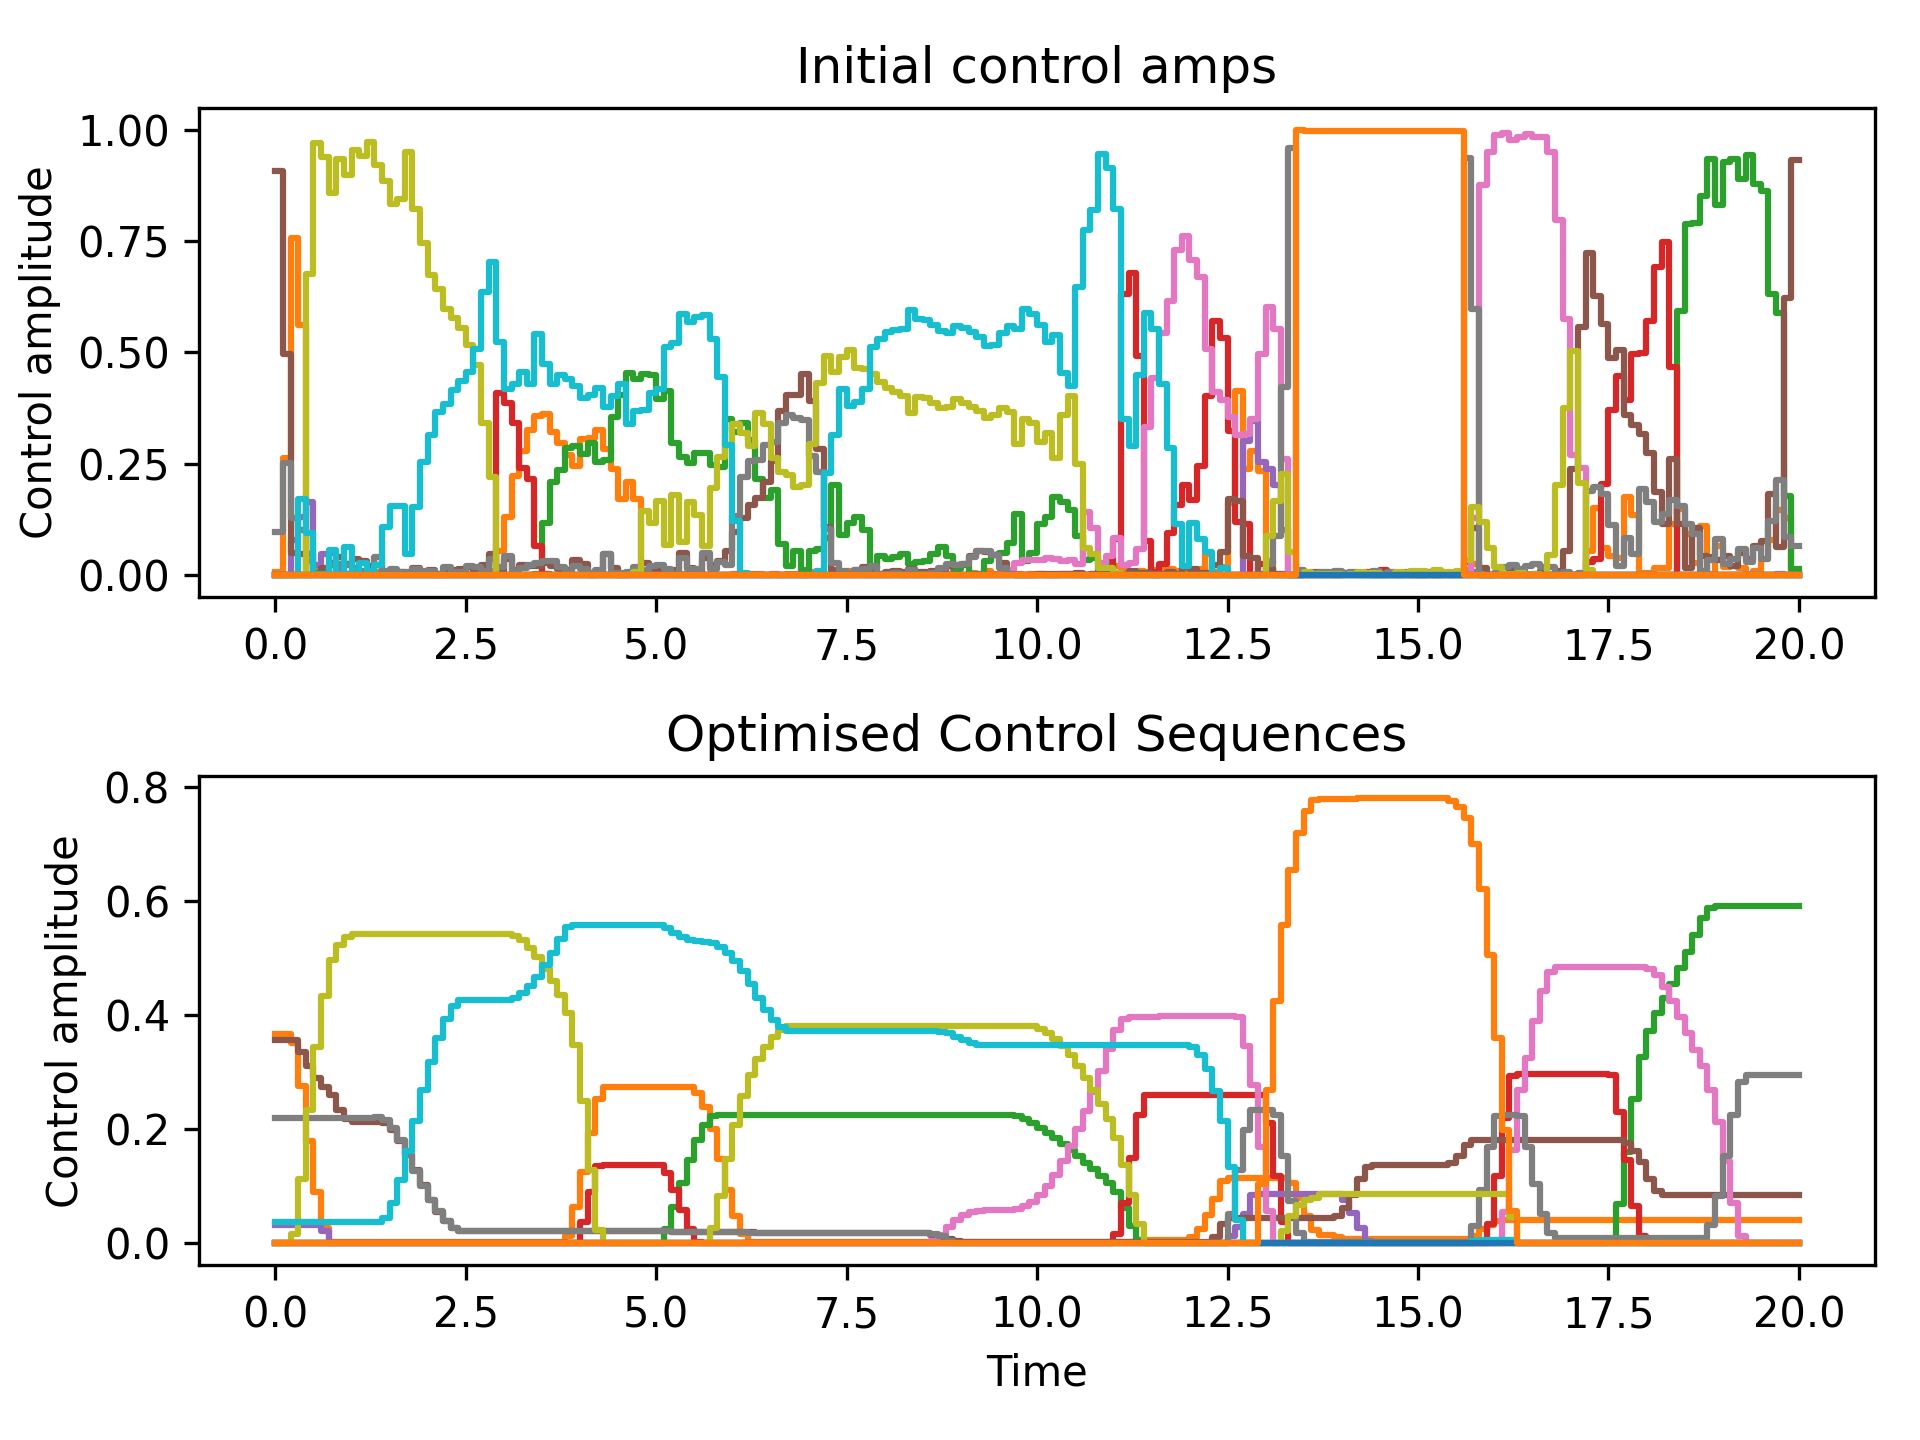 Initial control amps
Control amplitude
1.00
0.75
0.50
0.25
0.00
0.0 2.5 5.0 7.5 10.0 12.5 15.0 17.5 20.0
Optimised Control Sequences
Control amplitude
0.8
0.6
0.4
0.2
0.0
0.0 2.5 5.0 7.5 10.0 12.5 15.0 17.5 20.0
Time